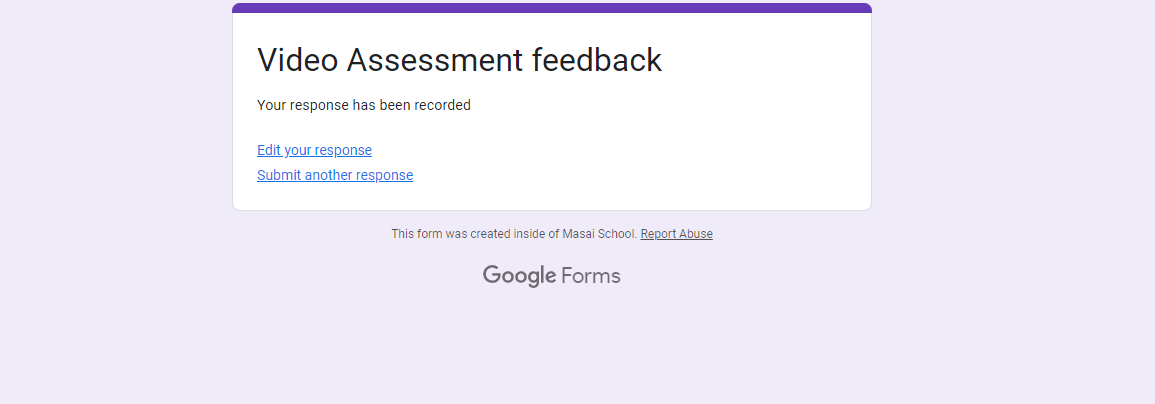 Video Assessment feedback
Your response has been recorded
Edit your response
Submit another response
This form was created inside of Masai School. Report Abuse
Google Forms